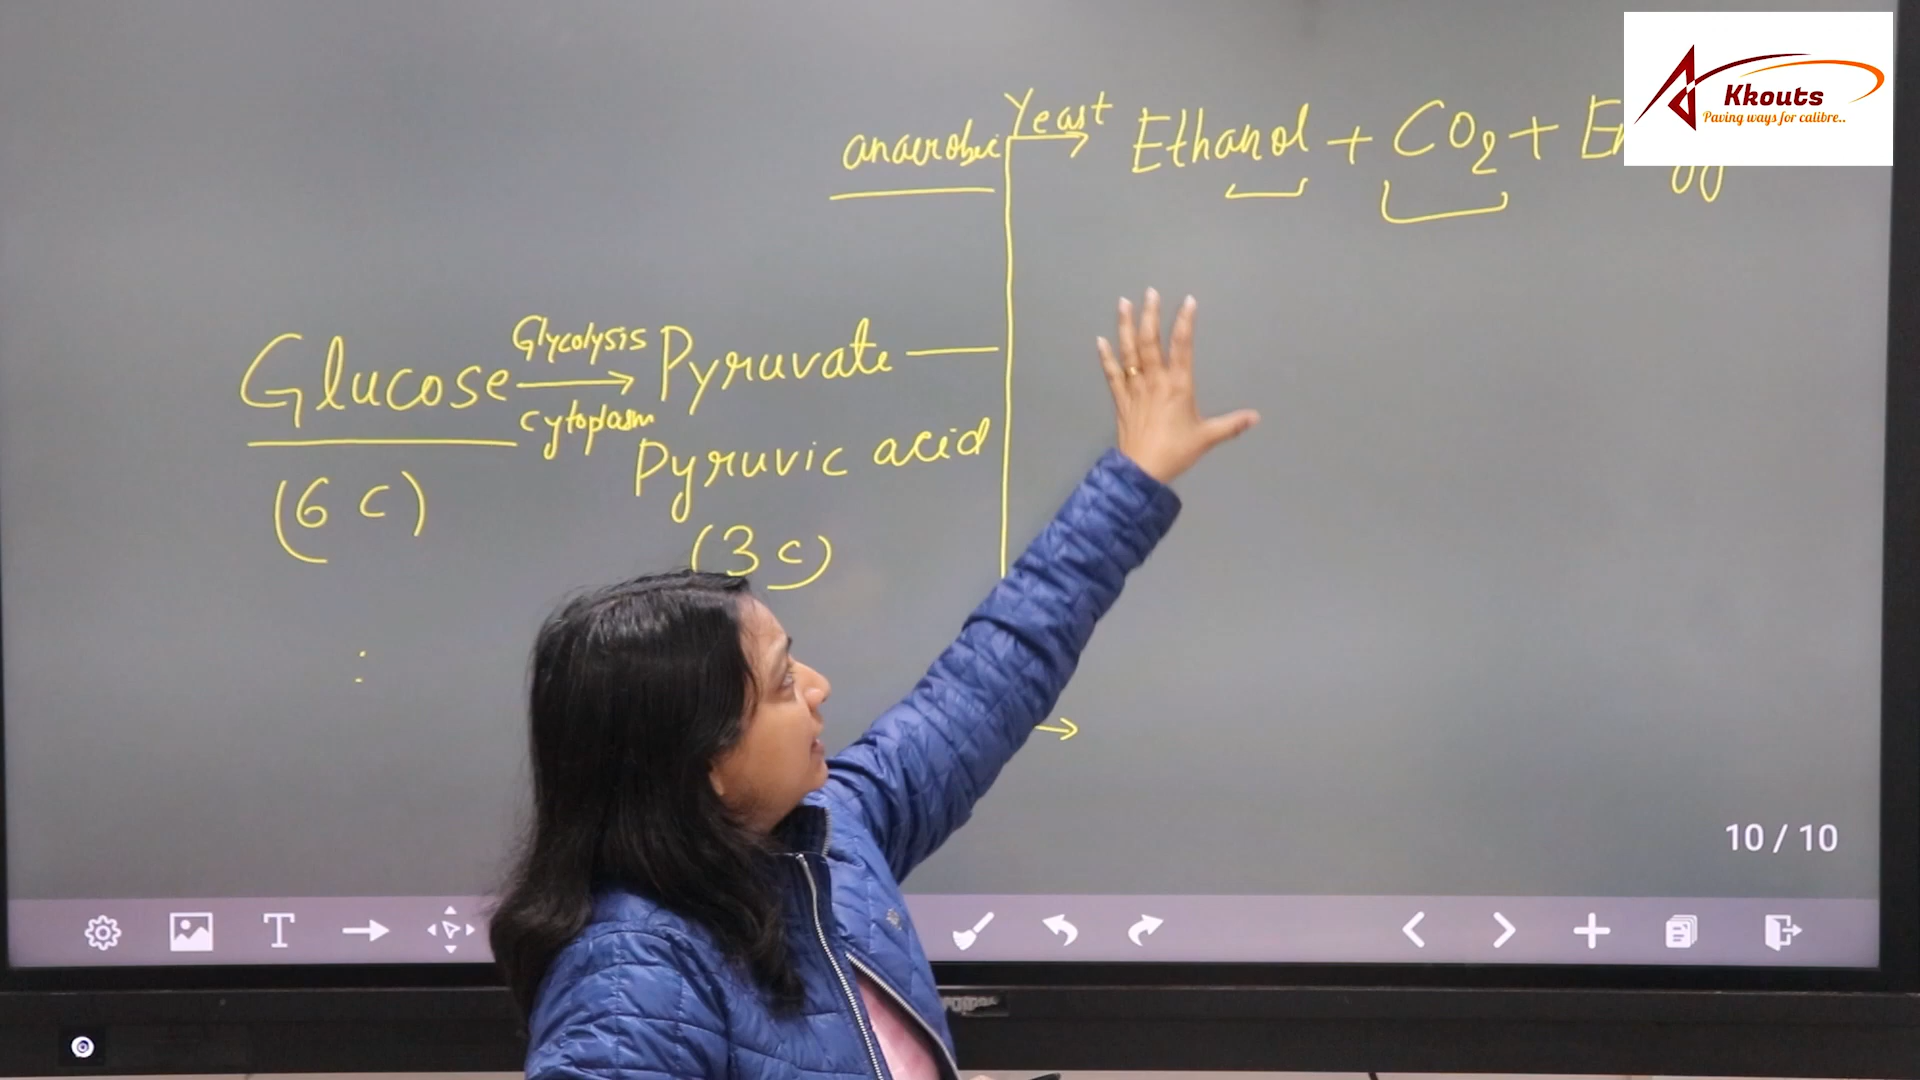 Kkouts
Paving ways for calibre..
anaerobic
Yeast
Ethanol + CO2 +
Glucose
Glycolysis
cytoplasm
Pyruvate
Pyruvic acid
(6 C)
(3 C)
10 / 10
T